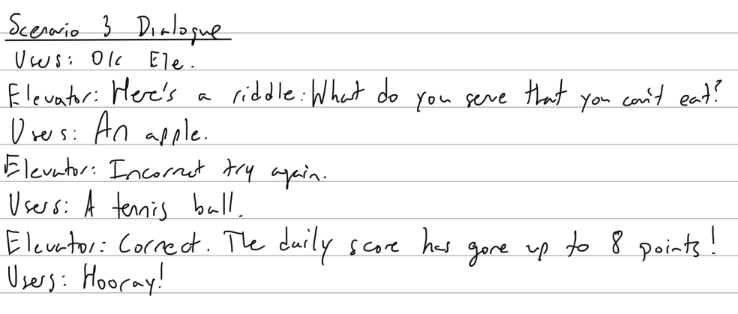 Scenario 3 Dialogue
Users: Ok Ele.
Elevator: Here's a riddle: What do you serve that you can't eat?
Users: An apple.
Elevator: Incorrect try again.
Users: A tennis ball.
Elevator: Correct. The daily score has gone up to 8 points!
Users: Hooray!